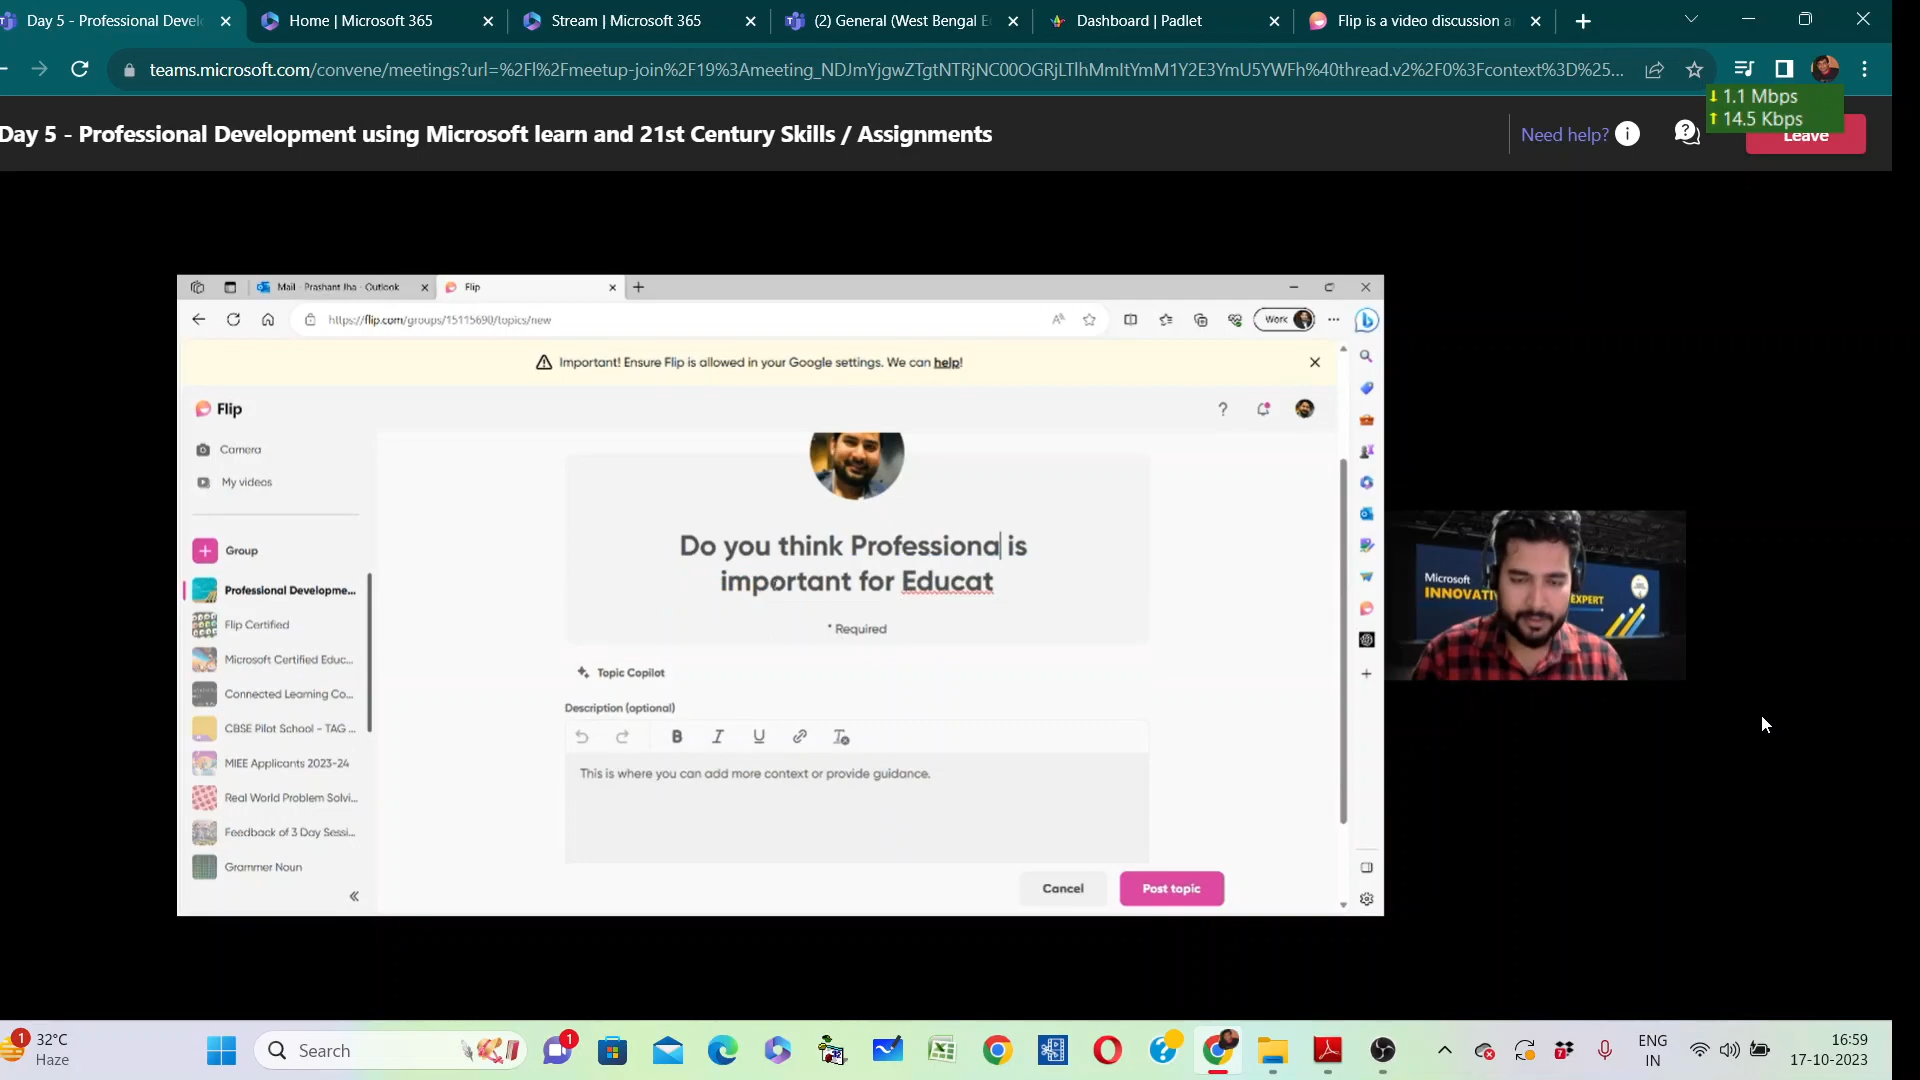 Day 5 - Professional Devel
Home | Microsoft 365
Stream | Microsoft 365
(2) General (West Bengal E
Dashboard | Padlet
Flip is a video discussion a
teams.microsoft.com/convene/meetings?url=%2Fl%2Fmeetup-join%2F19%3Ameeting_NDJmYjgwZTgtNTRjNC00OGRjLTlhMmItYmM1Y2E3YmU5YWFh%40thread.v2%2F0%3Fcontext%3D%25...
1.1 Mbps
14.5 Kbps
Day 5 - Professional Development using Microsoft learn and 21st Century Skills / Assignments
Need help?
Leave
Mail - Prashant Jha - Outlook
Flip
https://flip.com/groups/15115690/topics/new
Work
Important! Ensure Flip is allowed in your Google settings. We can help!
Flip
Camera
My videos
Group
Professional Developme...
Flip Certified
Microsoft Certified Educ...
Connected Learning Co...
CBSE Pilot School - TAG ...
MIEE Applicants 2023-24
Real World Problem Solvi...
Feedback of 3 Day Sessi...
Grammer Noun
Do you think Professiona is
important for Educat
* Required
Topic Copilot
Description (optional)
B I U
This is where you can add more context or provide guidance.
Cancel
Post topic
Microsoft
INNOVATI EXPERT
1
32°C
Haze
Search
1
7
ENG
IN
16:59
17-10-2023